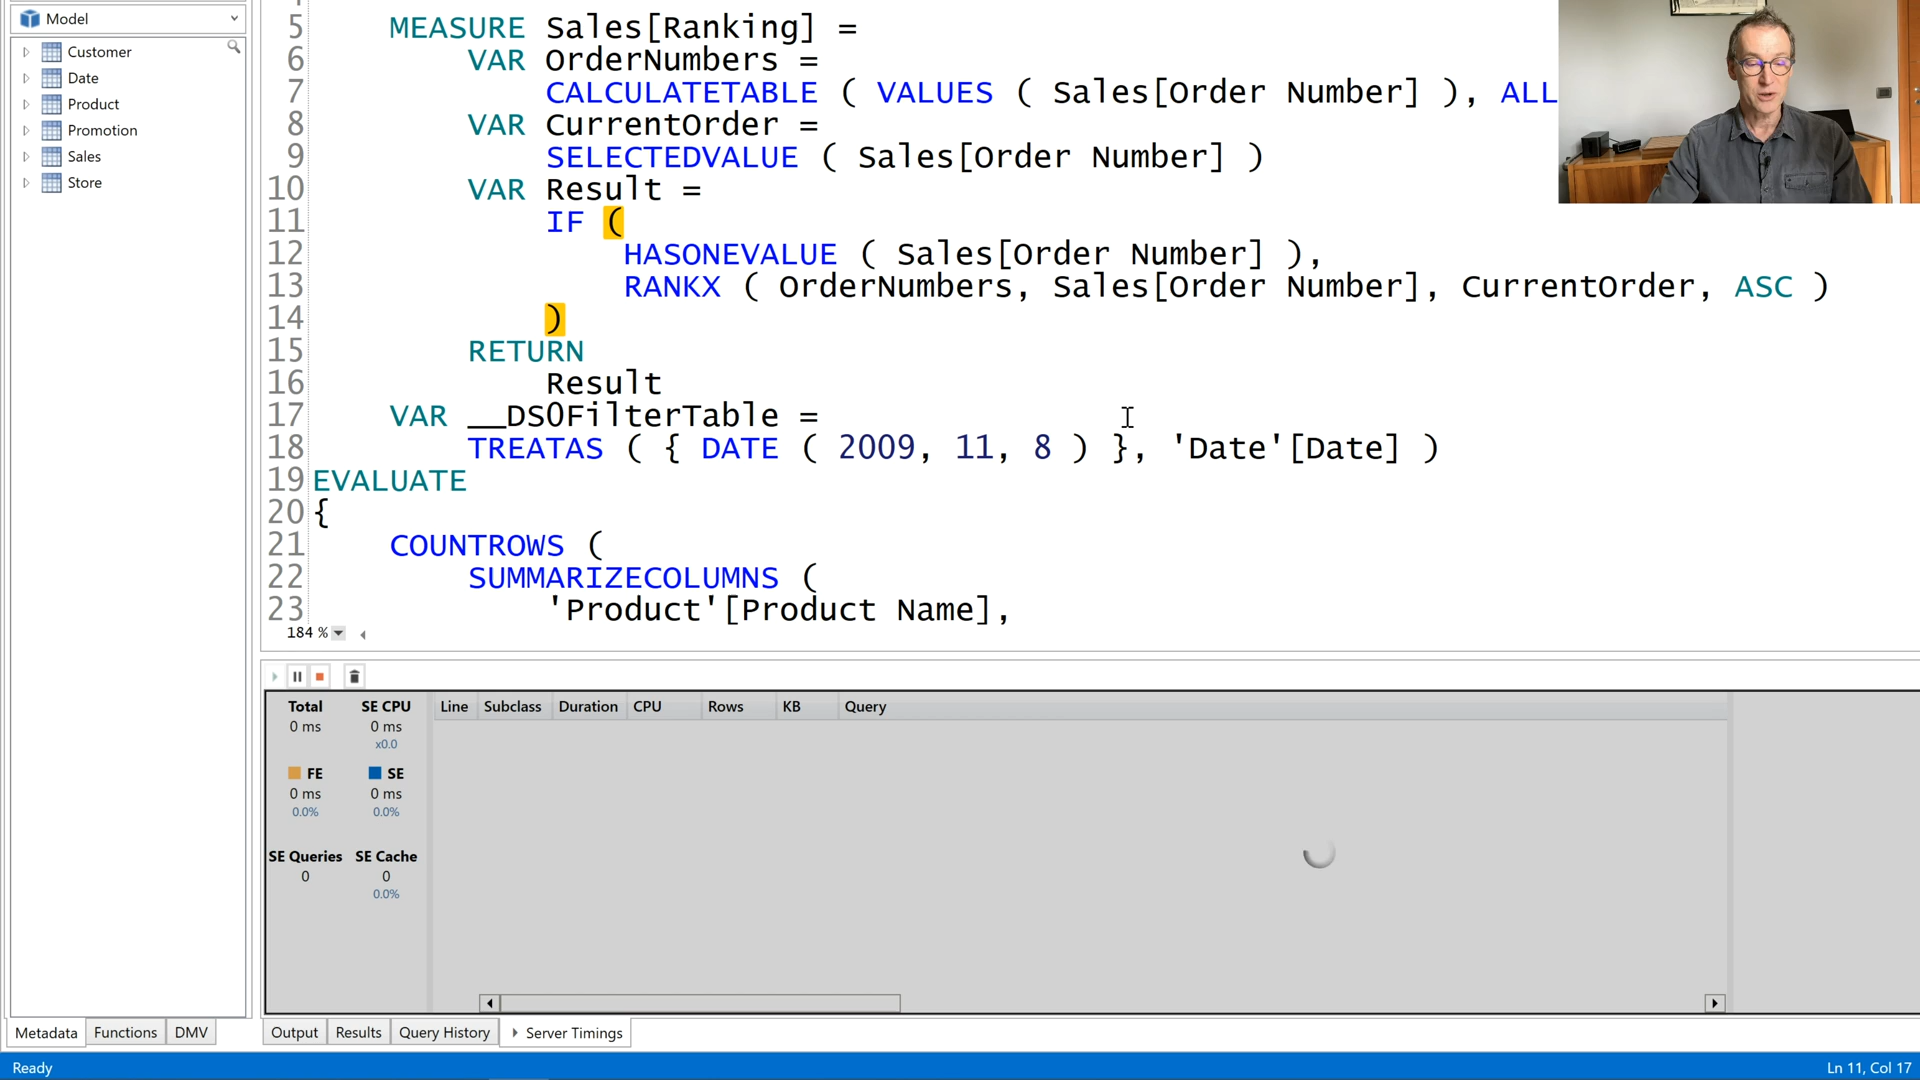 Model
Customer
Date
Product
Promotion
Sales
Store
5 MEASURE Sales[Ranking] =
6 VAR OrderNumbers =
7 CALCULATETABLE ( VALUES ( Sales[Order Number] ), ALL
8 VAR CurrentOrder =
9 SELECTEDVALUE ( Sales[Order Number] )
10 VAR Result =
11 IF (
12 HASONEVALUE ( Sales[Order Number] ),
13 RANKX ( OrderNumbers, Sales[Order Number], CurrentOrder, ASC )
14 )
15 RETURN
16 Result
17 VAR __DS0FilterTable =
18 TREATAS ( { DATE ( 2009, 11, 8 ) }, 'Date'[Date] )
19 EVALUATE
20 {
21 COUNTROWS (
22 SUMMARIZECOLUMNS (
23 'Product'[Product Name],
184 %
Total SE CPU
0 ms 0 ms
x0.0
FE SE
0 ms 0 ms
0.0% 0.0%
SE Queries SE Cache
0 0
0.0%
Line Subclass Duration CPU Rows KB Query
Metadata Functions DMV
Output Results Query History Server Timings
Ready
Ln 11, Col 17